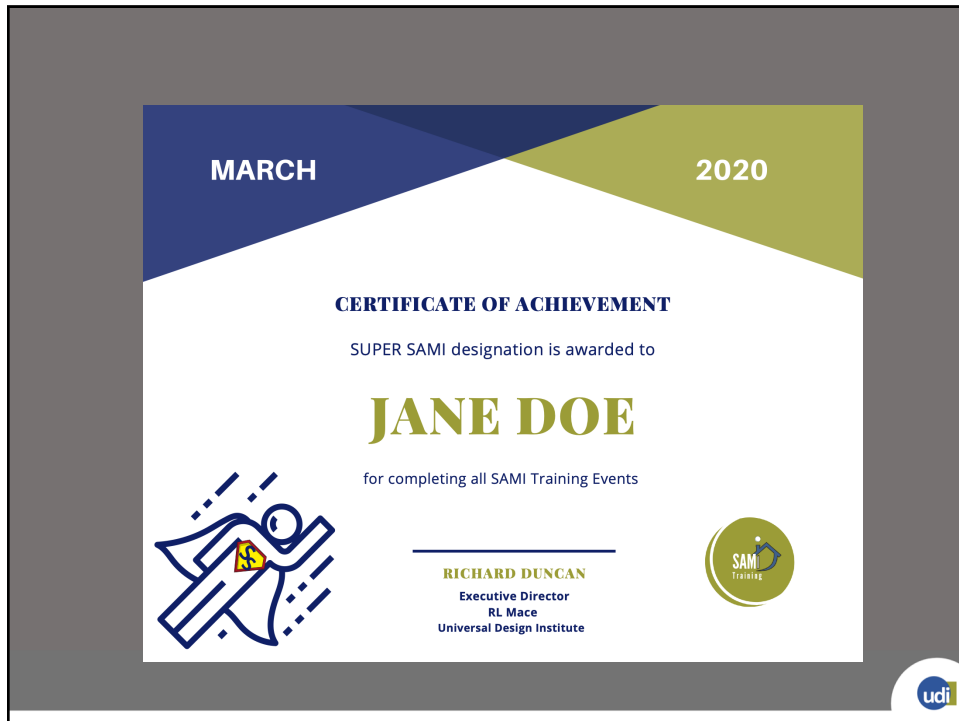 MARCH
2020
CERTIFICATE OF ACHIEVEMENT
SUPER SAMI designation is awarded to
JANE DOE
for completing all SAMI Training Events
S
SAMi
Training
RICHARD DUNCAN
Executive Director
RL Mace
Universal Design Institute
udi